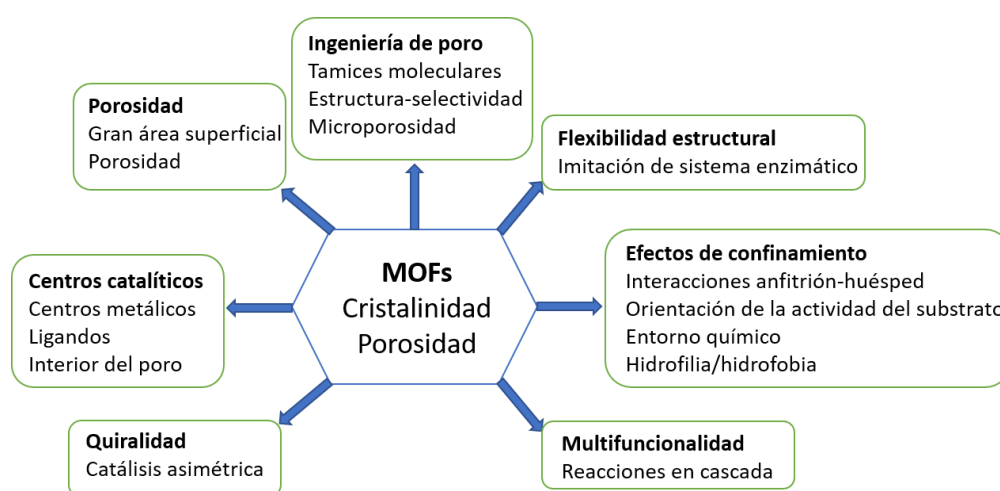 Ingeniería de poro
Tamices moleculares
Estructura-selectividad
Microporosidad
Porosidad
Gran área superficial
Porosidad
Flexibilidad estructural
Imitación de sistema enzimático
MOFs
Cristalinidad
Porosidad
Centros catalíticos
Centros metálicos
Ligandos
Interior del poro
Efectos de confinamiento
Interacciones anfitrión-huésped
Orientación de la actividad del substrato
Entorno químico
Hidrofilia/hidrofobia
Quiralidad
Catálisis asimétrica
Multifuncionalidad
Reacciones en cascada